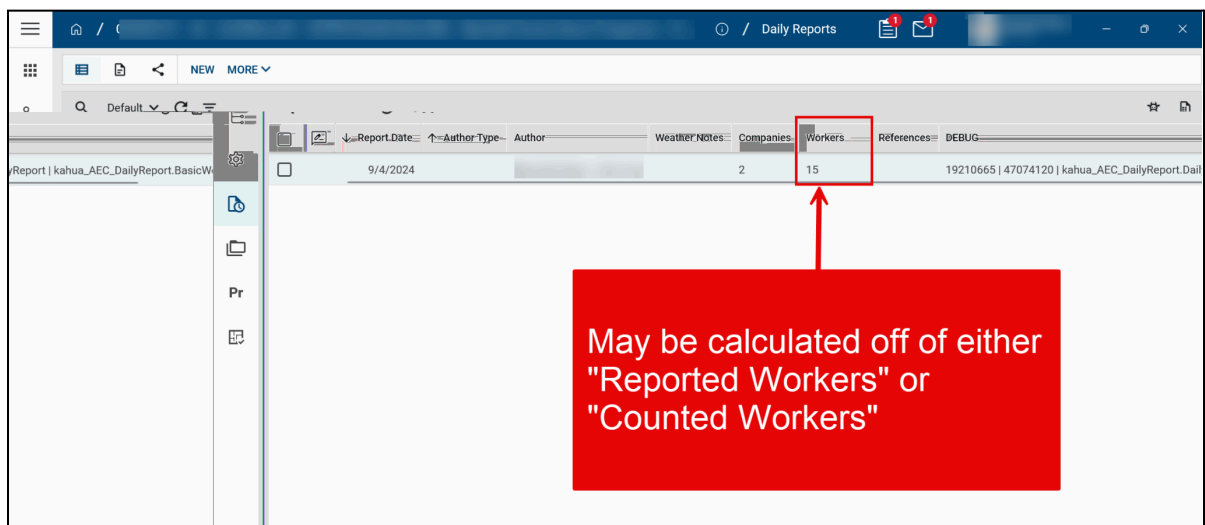 / Daily Reports 1 1
NEW MORE
Default
Report Date Author Type Author Weather Notes Companies Workers References DEBUG
yReport | kahua_AEC_DailyReport.BasicW
9/4/2024 2 15 19210665 | 47074120 | kahua_AEC_DailyReport.Dail
Pr
May be calculated off of either
"Reported Workers" or
"Counted Workers"